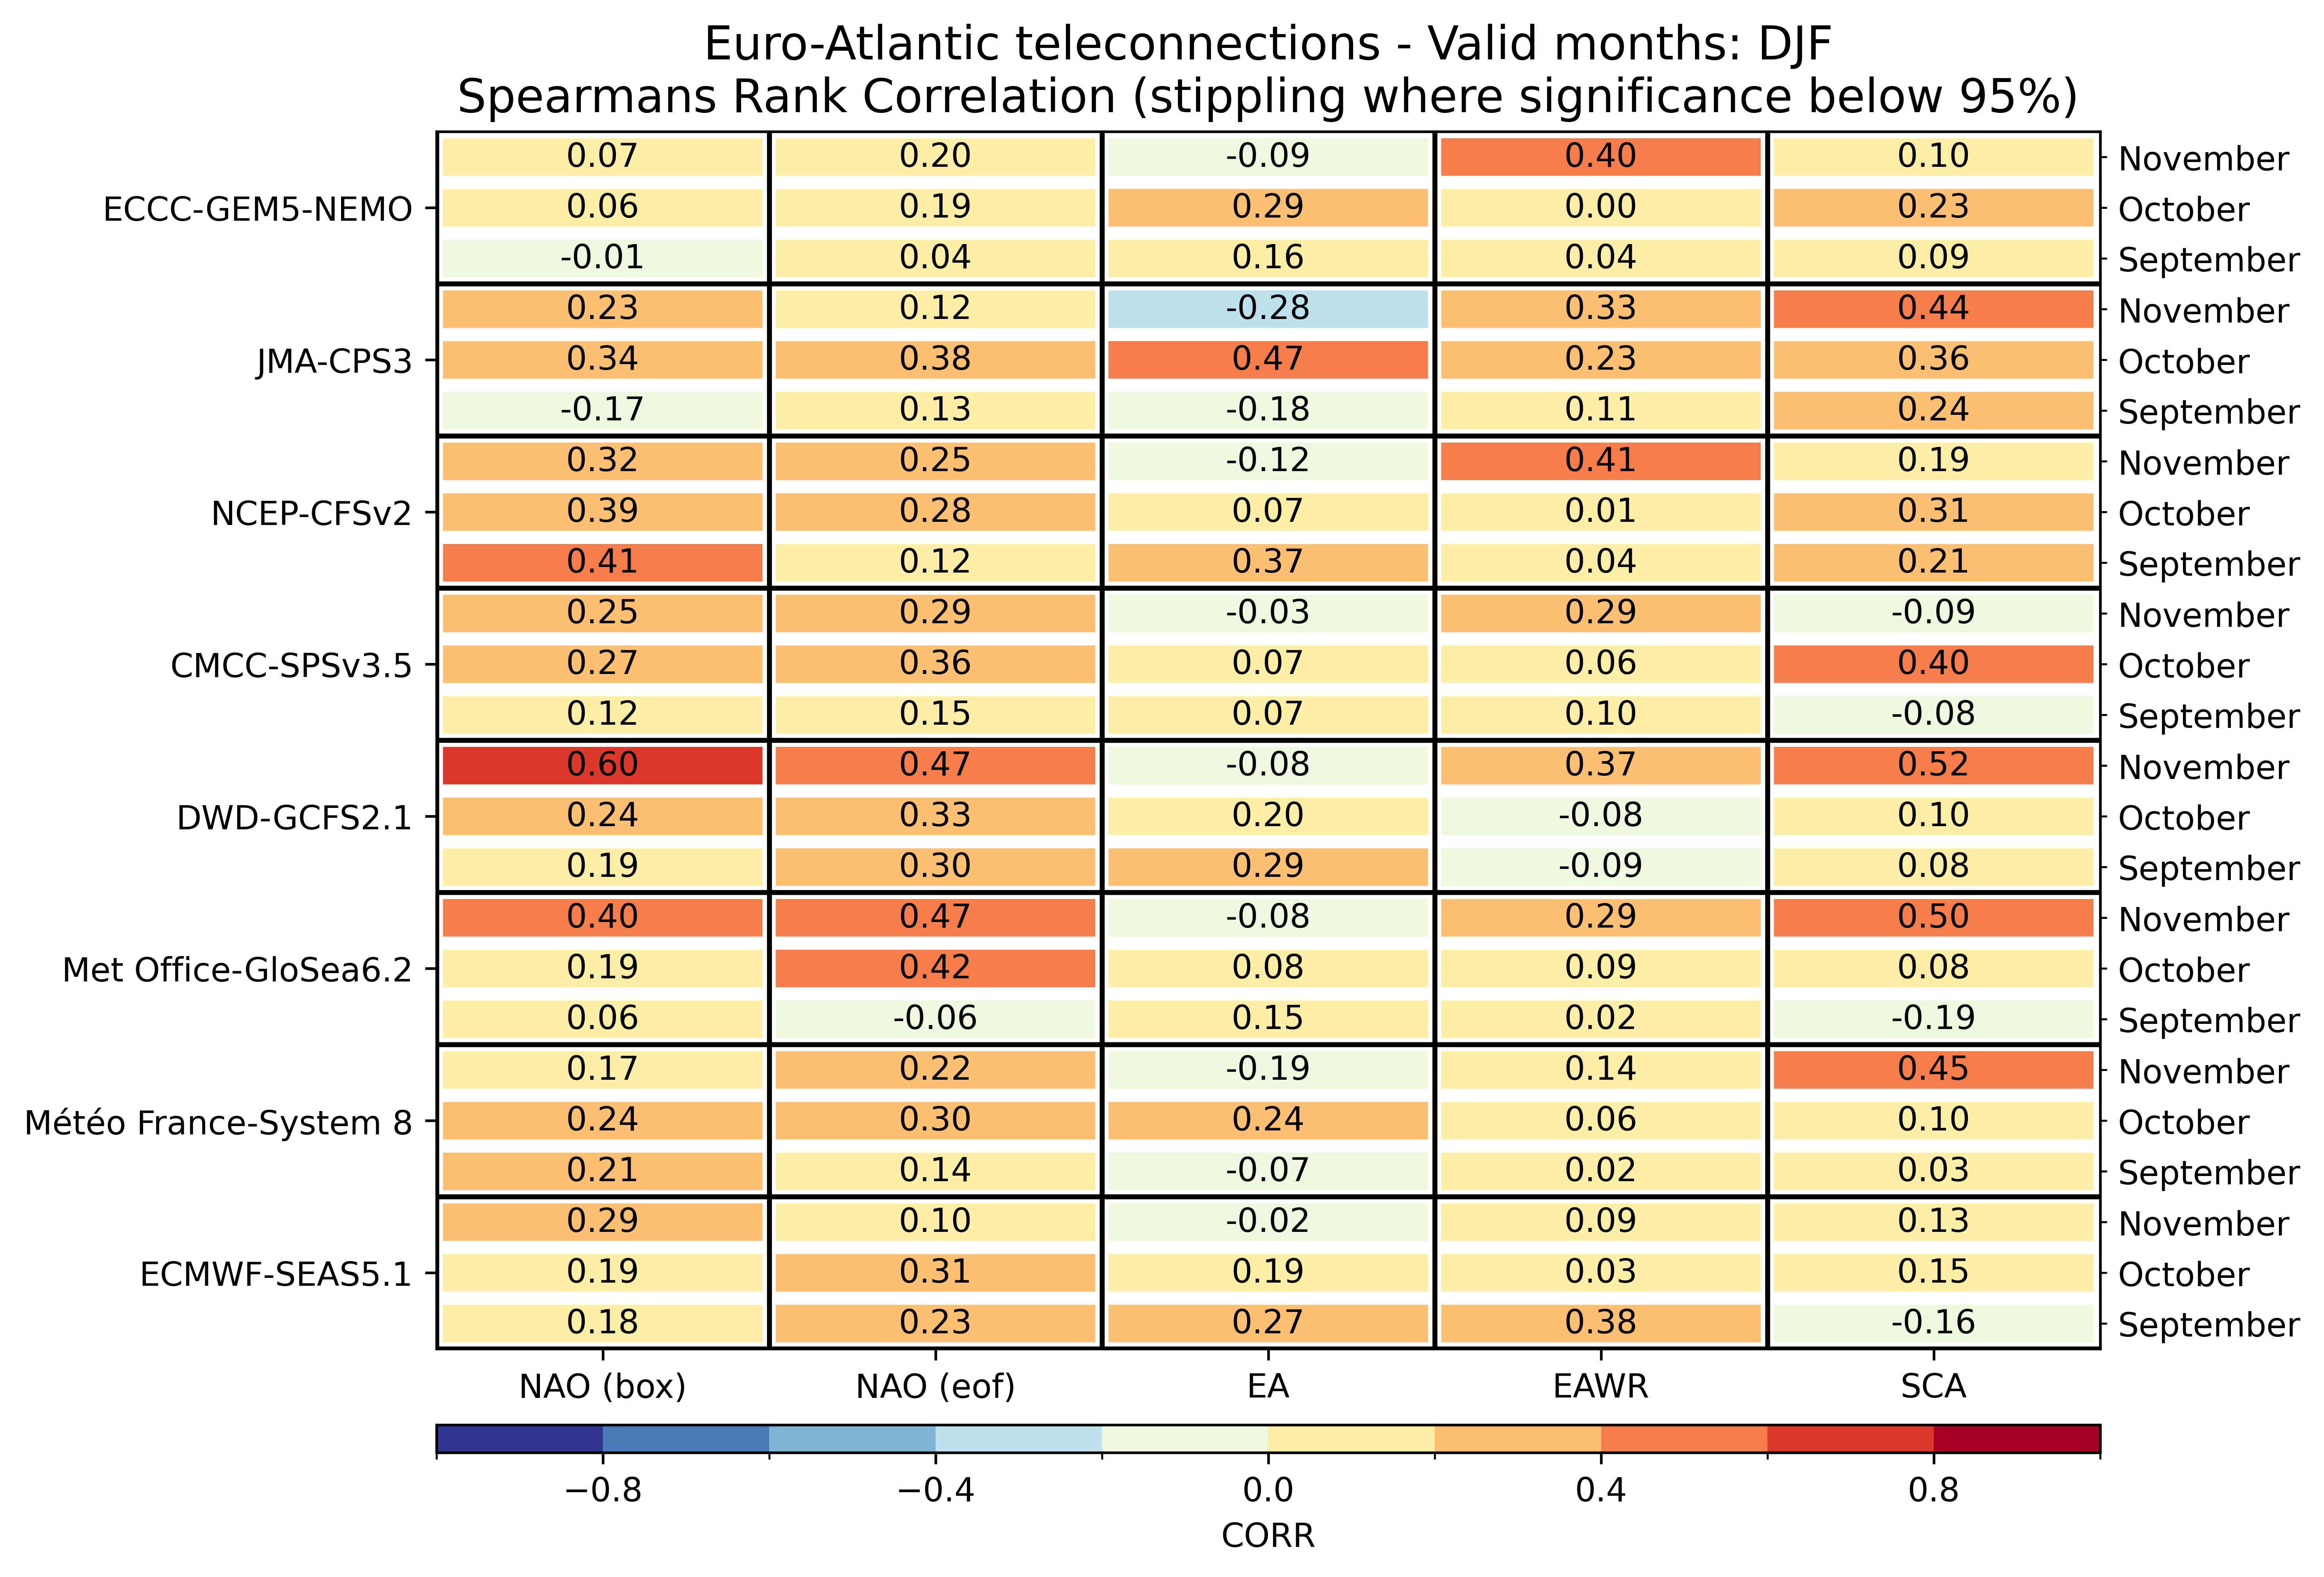 Euro-Atlantic teleconnections - Valid months: DJF
Spearmans Rank Correlation (stippling where significance below 95%)
0.07 0.20 -0.09 0.40 0.10 November
ECCC-GEM5-NEMO 0.06 0.19 0.29 0.00 0.23 October
-0.01 0.04 0.16 0.04 0.09 September
0.23 0.12 -0.28 0.33 0.44 November
JMA-CPS3 0.34 0.38 0.47 0.23 0.36 October
-0.17 0.13 -0.18 0.11 0.24 September
0.32 0.25 -0.12 0.41 0.19 November
NCEP-CFSv2 0.39 0.28 0.07 0.01 0.31 October
0.41 0.12 0.37 0.04 0.21 September
0.25 0.29 -0.03 0.29 -0.09 November
CMCC-SPSv3.5 0.27 0.36 0.07 0.06 0.40 October
0.12 0.15 0.07 0.10 -0.08 September
0.60 0.47 -0.08 0.37 0.52 November
DWD-GCFS2.1 0.24 0.33 0.20 -0.08 0.10 October
0.19 0.30 0.29 -0.09 0.08 September
0.40 0.47 -0.08 0.29 0.50 November
Met Office-GloSea6.2 0.19 0.42 0.08 0.09 0.08 October
0.06 -0.06 0.15 0.02 -0.19 September
0.17 0.22 -0.19 0.14 0.45 November
Météo France-System 8 0.24 0.30 0.24 0.06 0.10 October
0.21 0.14 -0.07 0.02 0.03 September
0.29 0.10 -0.02 0.09 0.13 November
ECMWF-SEAS5.1 0.19 0.31 0.19 0.03 0.15 October
0.18 0.23 0.27 0.38 -0.16 September
NAO (box) NAO (eof) EA EAWR SCA
−0.8 −0.4 0.0 0.4 0.8
CORR